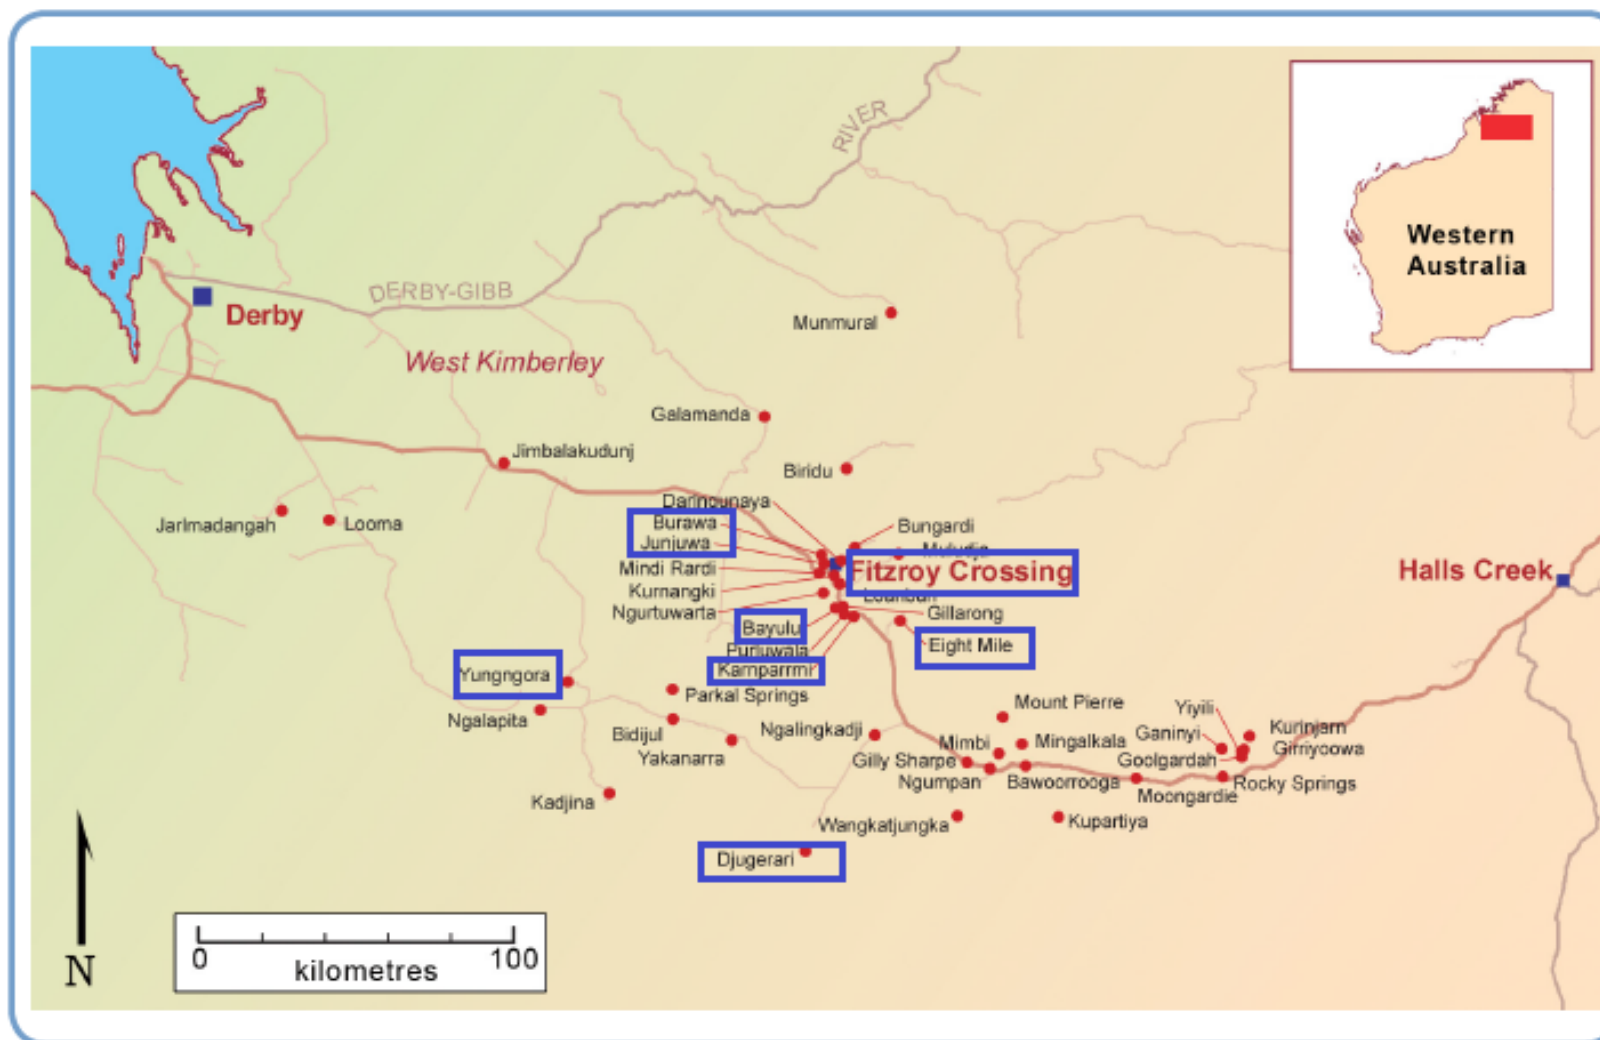 RIVER
Western
Australia
DERBY-GIBB
Derby
Munmural
West Kimberley
Galamanda
Jimbalakudunj
Biridu
Jarlmadangah
Looma
Burawa
Bungardi
Junjuwa
Mindi Rardi
Fitzroy Crossing
Halls Creek
Kurnangki
Ngurtuwarta
Gillarong
Bayulu
Eight Mile
Yungngora
Parkal Springs
Mount Pierre
Yiyili
Ngalapita
Bidijul
Ngalingkadji
Mimbi
Mingalkala
Ganinyi
Kurinjarn
Girriyoowa
Yakanarra
Gilly Sharpe
Goolgardah
Ngumpan
Bawoorrooga
Moongardie
Rocky Springs
Kadjina
Wangkatjungka
Kupartiya
Djugerari
N
0
100
kilometres